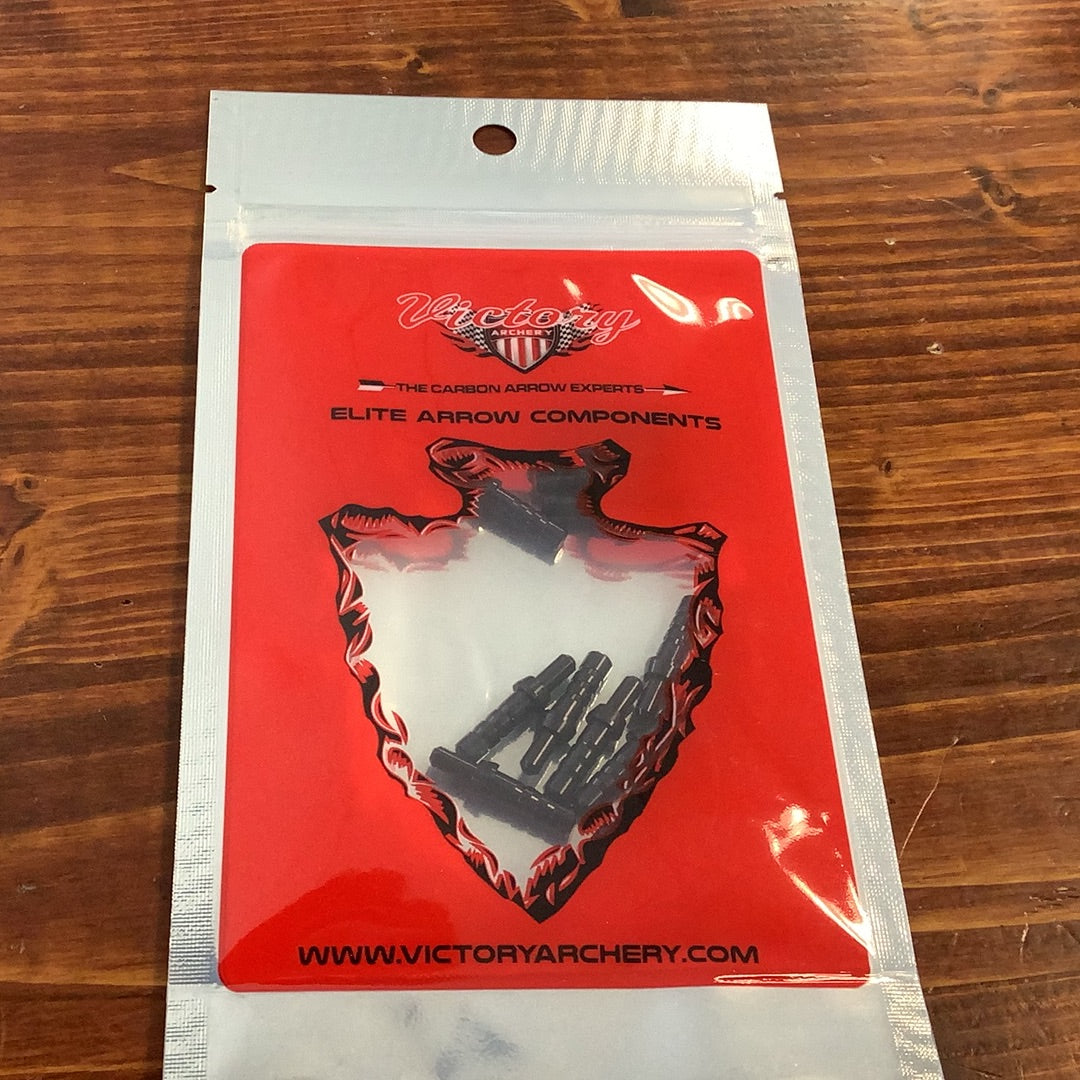 Victory
ARCHERY
THE CARBON ARROW EXPERTS
ELITE ARROW COMPONENTS
WWW.VICTORYARCHERY.COM